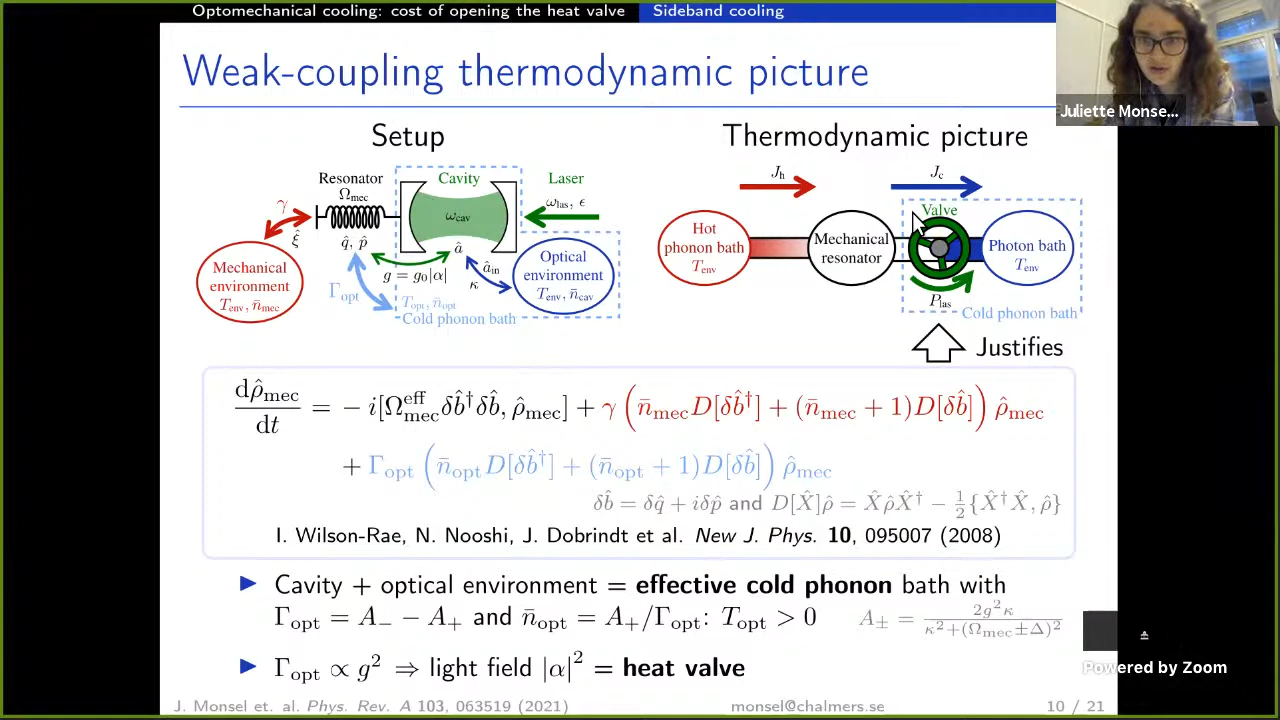 Optomechanical cooling: cost of opening the heat valve
Sideband cooling
Weak-coupling thermodynamic picture
Juliette Monse...
Setup
Thermodynamic picture
Resonator
Ω_mec
Cavity
Laser
ω_cav
ω_las, ϵ
γ
ξ̂
q̂, p̂
â
g = g₀|α|
â_in
κ
Mechanical
environment
T_env, n̄_mec
Γ_opt
T_opt, n̄_opt
Cold phonon bath
Optical
environment
T_env, n̄_cav
J_h
J_c
Hot
phonon bath
T_env
Mechanical
resonator
Valve
P_las
Photon bath
T_env
Cold phonon bath
Justifies
dρ̂_mec/dt = − i[Ω_mec^eff δb̂†δb̂, ρ̂_mec] + γ (n̄_mec D[δb̂†] + (n̄_mec + 1)D[δb̂]) ρ̂_mec
+ Γ_opt (n̄_opt D[δb̂†] + (n̄_opt + 1)D[δb̂]) ρ̂_mec
δb̂ = δq̂ + iδp̂ and D[X̂]ρ̂ = X̂ρ̂X̂† − ½{X̂†X̂, ρ̂}
I. Wilson-Rae, N. Nooshi, J. Dobrindt et al. New J. Phys. 10, 095007 (2008)
▶ Cavity + optical environment = effective cold phonon bath with
Γ_opt = A₋ − A₊ and n̄_opt = A₊/Γ_opt: T_opt > 0 A_± = 2g²κ/(κ²+(Ω_mec±Δ)²)
▶ Γ_opt ∝ g² ⇒ light field |α|² = heat valve
Powered by Zoom
J. Monsel et. al. Phys. Rev. A 103, 063519 (2021)
monsel@chalmers.se
10 / 21